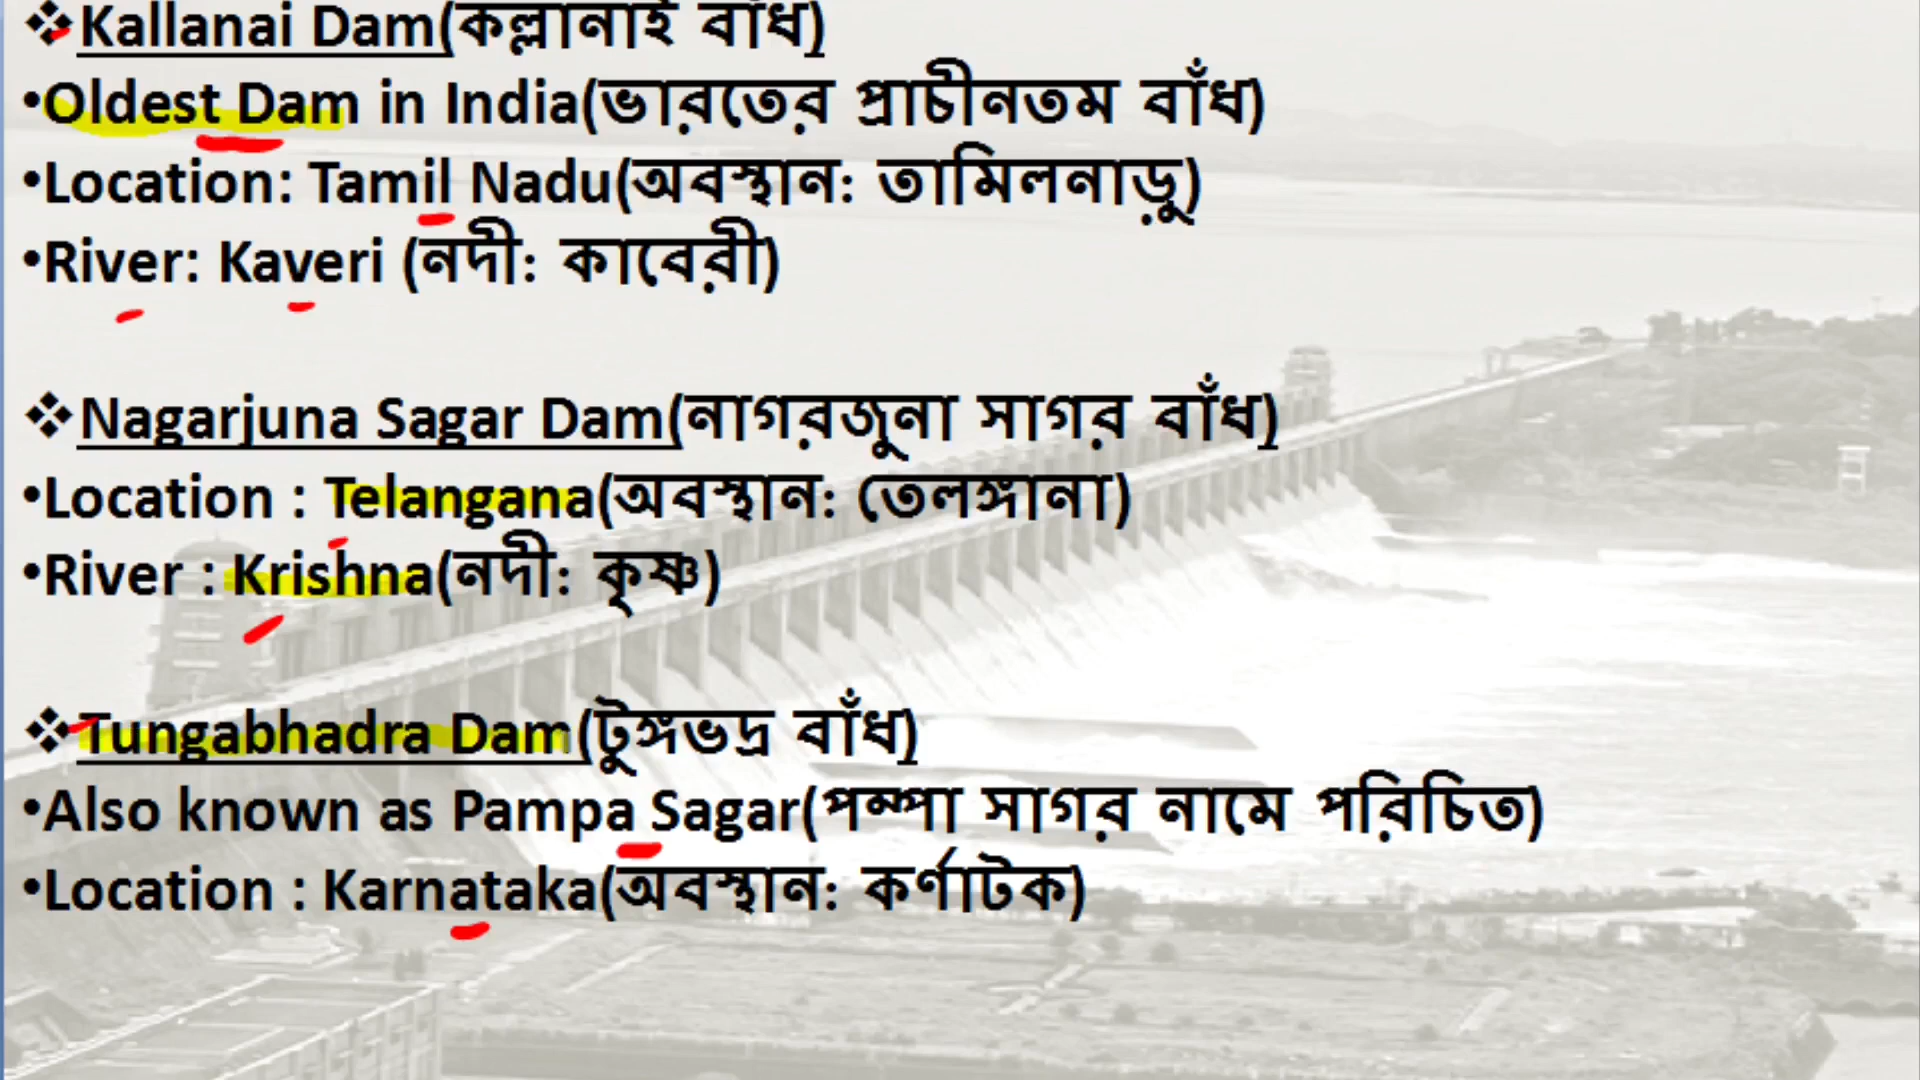 ❖Kallanai Dam(কল্লানাই বাঁধ)
•Oldest Dam in India(ভারতের প্রাচীনতম বাঁধ)
•Location: Tamil Nadu(অবস্থান: তামিলনাড়ু)
•River: Kaveri (নদী: কাবেরী)
❖Nagarjuna Sagar Dam(নাগরজুনা সাগর বাঁধ)
•Location : Telangana(অবস্থান: তেলঙ্গানা)
•River : Krishna(নদী: কৃষ্ণ)
❖Tungabhadra Dam(টুঙ্গভদ্র বাঁধ)
•Also known as Pampa Sagar(পম্পা সাগর নামে পরিচিত)
•Location : Karnataka(অবস্থান: কর্ণাটক)